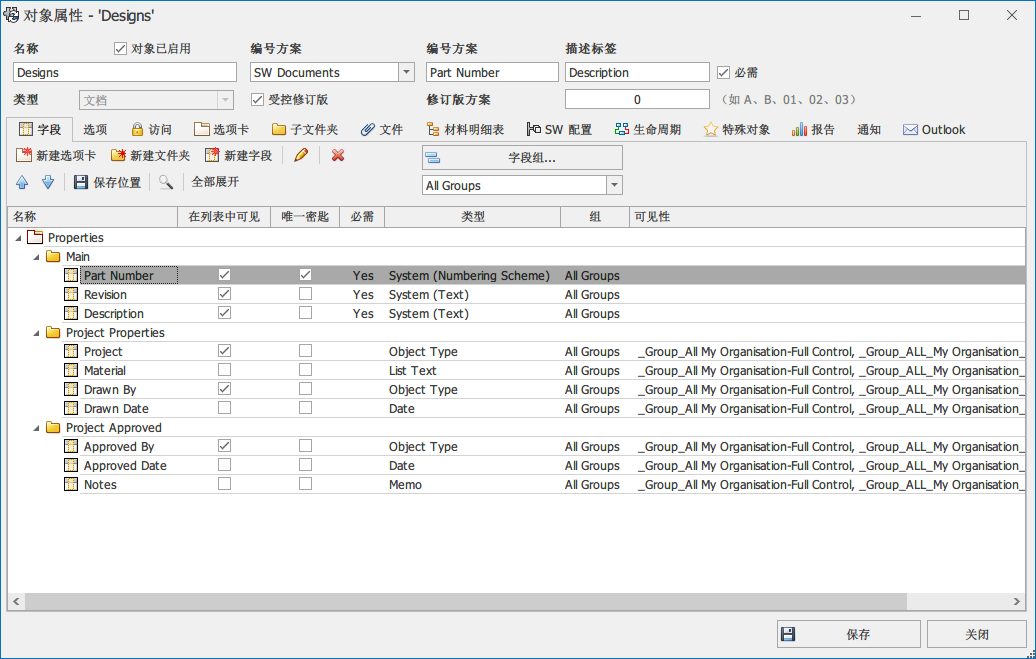 对象属性 - 'Designs'
名称 对象已启用 编号方案 编号方案 描述标签
Designs SW Documents Part Number Description 必需
类型 文档 受控修订版 修订版方案 0 （如 A、B、01、02、03）
字段 选项 访问 选项卡 子文件夹 文件 材料明细表 SW 配置 生命周期 特殊对象 报告 通知 Outlook
新建选项卡 新建文件夹 新建字段 字段组...
保存位置 全部展开 All Groups
名称 在列表中可见 唯一密匙 必需 类型 组 可见性
Properties
Main
Part Number Yes System (Numbering Scheme) All Groups
Revision Yes System (Text) All Groups
Description Yes System (Text) All Groups
Project Properties
Project Object Type All Groups _Group_All My Organisation-Full Control, _Group_ALL_My Organisation_
Material List Text All Groups _Group_All My Organisation-Full Control, _Group_ALL_My Organisation_
Drawn By Object Type All Groups _Group_All My Organisation-Full Control, _Group_ALL_My Organisation_
Drawn Date Date All Groups _Group_All My Organisation-Full Control, _Group_ALL_My Organisation_
Project Approved
Approved By Object Type All Groups _Group_All My Organisation-Full Control, _Group_ALL_My Organisation_
Approved Date Date All Groups _Group_All My Organisation-Full Control, _Group_ALL_My Organisation_
Notes Memo All Groups _Group_All My Organisation-Full Control, _Group_ALL_My Organisation_
保存 关闭